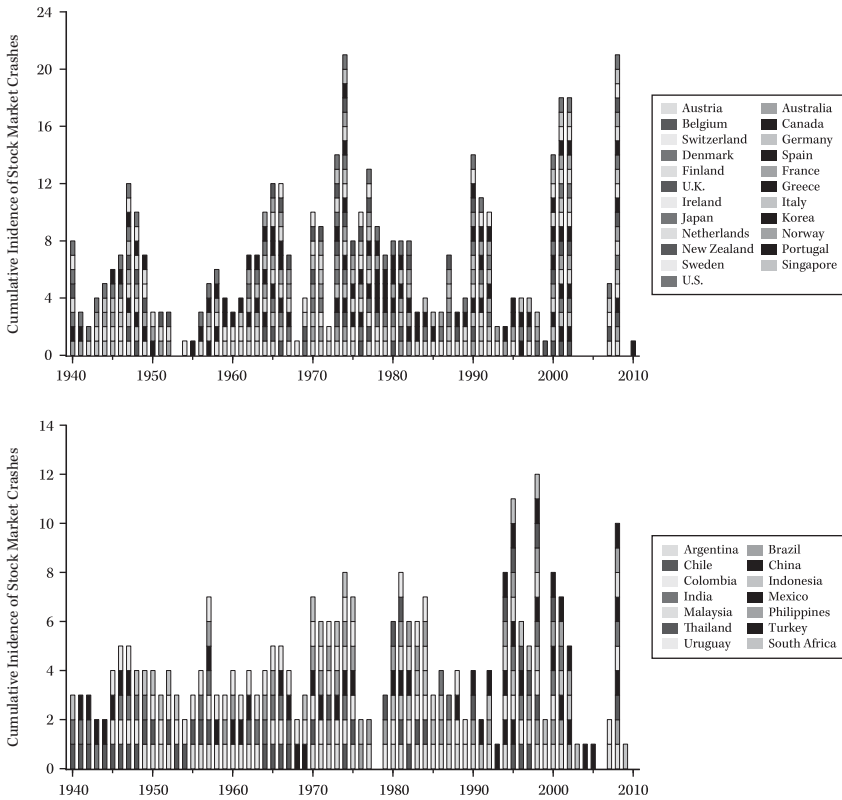 24
20
16
12
8
4
0
Cumulative Inidence of Stock Market Crashes
1940 1950 1960 1970 1980 1990 2000 2010
Austria Australia
Belgium Canada
Switzerland Germany
Denmark Spain
Finland France
U.K. Greece
Ireland Italy
Japan Korea
Netherlands Norway
New Zealand Portugal
Sweden Singapore
U.S.
14
12
10
8
6
4
2
0
Cumulative Inidence of Stock Market Crashes
1940 1950 1960 1970 1980 1990 2000 2010
Argentina Brazil
Chile China
Colombia Indonesia
India Mexico
Malaysia Philippines
Thailand Turkey
Uruguay South Africa